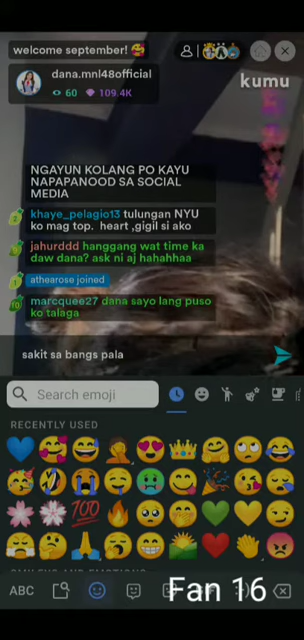 welcome september! 🥰
dana.mnl48official
60 109.4K
kumu
NGAYUN KOLANG PO KAYU
NAPAPANOOD SA SOCIAL
MEDIA
khaye_pelagio13 tulungan NYU
ko mag top. heart ,gigil si ako
jahurddd hanggang wat time ka
daw dana? ask ni aj hahahhaa
athearose joined
marcquee27 dana sayo lang puso
ko talaga
sakit sa bangs pala
Search emoji
RECENTLY USED
ABC
Fan 16